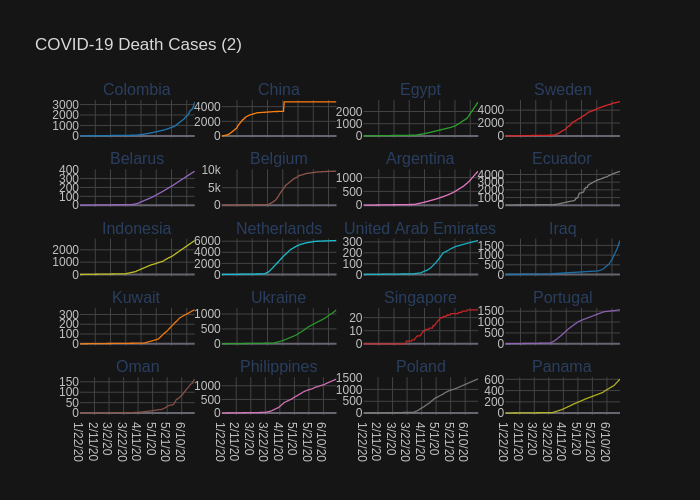 COVID-19 Death Cases (2)
Colombia China Egypt Sweden
3000 2000 1000 0 4000 2000 0 2000 1000 0 4000 2000 0
Belarus Belgium Argentina Ecuador
400 300 200 100 0 10k 5k 0 1000 500 0 4000 3000 2000 1000 0
Indonesia Netherlands United Arab Emirates Iraq
2000 1000 0 6000 4000 2000 0 300 200 100 0 1500 1000 500 0
Kuwait Ukraine Singapore Portugal
300 200 100 0 1000 500 0 20 10 0 1500 1000 500 0
Oman Philippines Poland Panama
150 100 50 0 1000 500 0 1500 1000 500 0 600 400 200 0
1/22/20 2/11/20 3/2/20 3/22/20 4/11/20 5/1/20 5/21/20 6/10/20 1/22/20 2/11/20 3/2/20 3/22/20 4/11/20 5/1/20 5/21/20 6/10/20 1/22/20 2/11/20 3/2/20 3/22/20 4/11/20 5/1/20 5/21/20 6/10/20 1/22/20 2/11/20 3/2/20 3/22/20 4/11/20 5/1/20 5/21/20 6/10/20